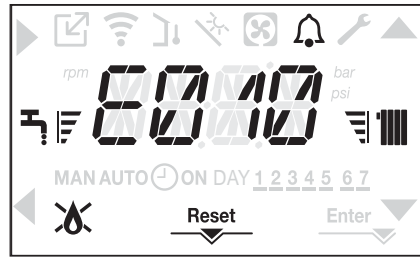 rpm
bar
psi
E010
MAN AUTO ON DAY 1 2 3 4 5 6 7
Reset
Enter